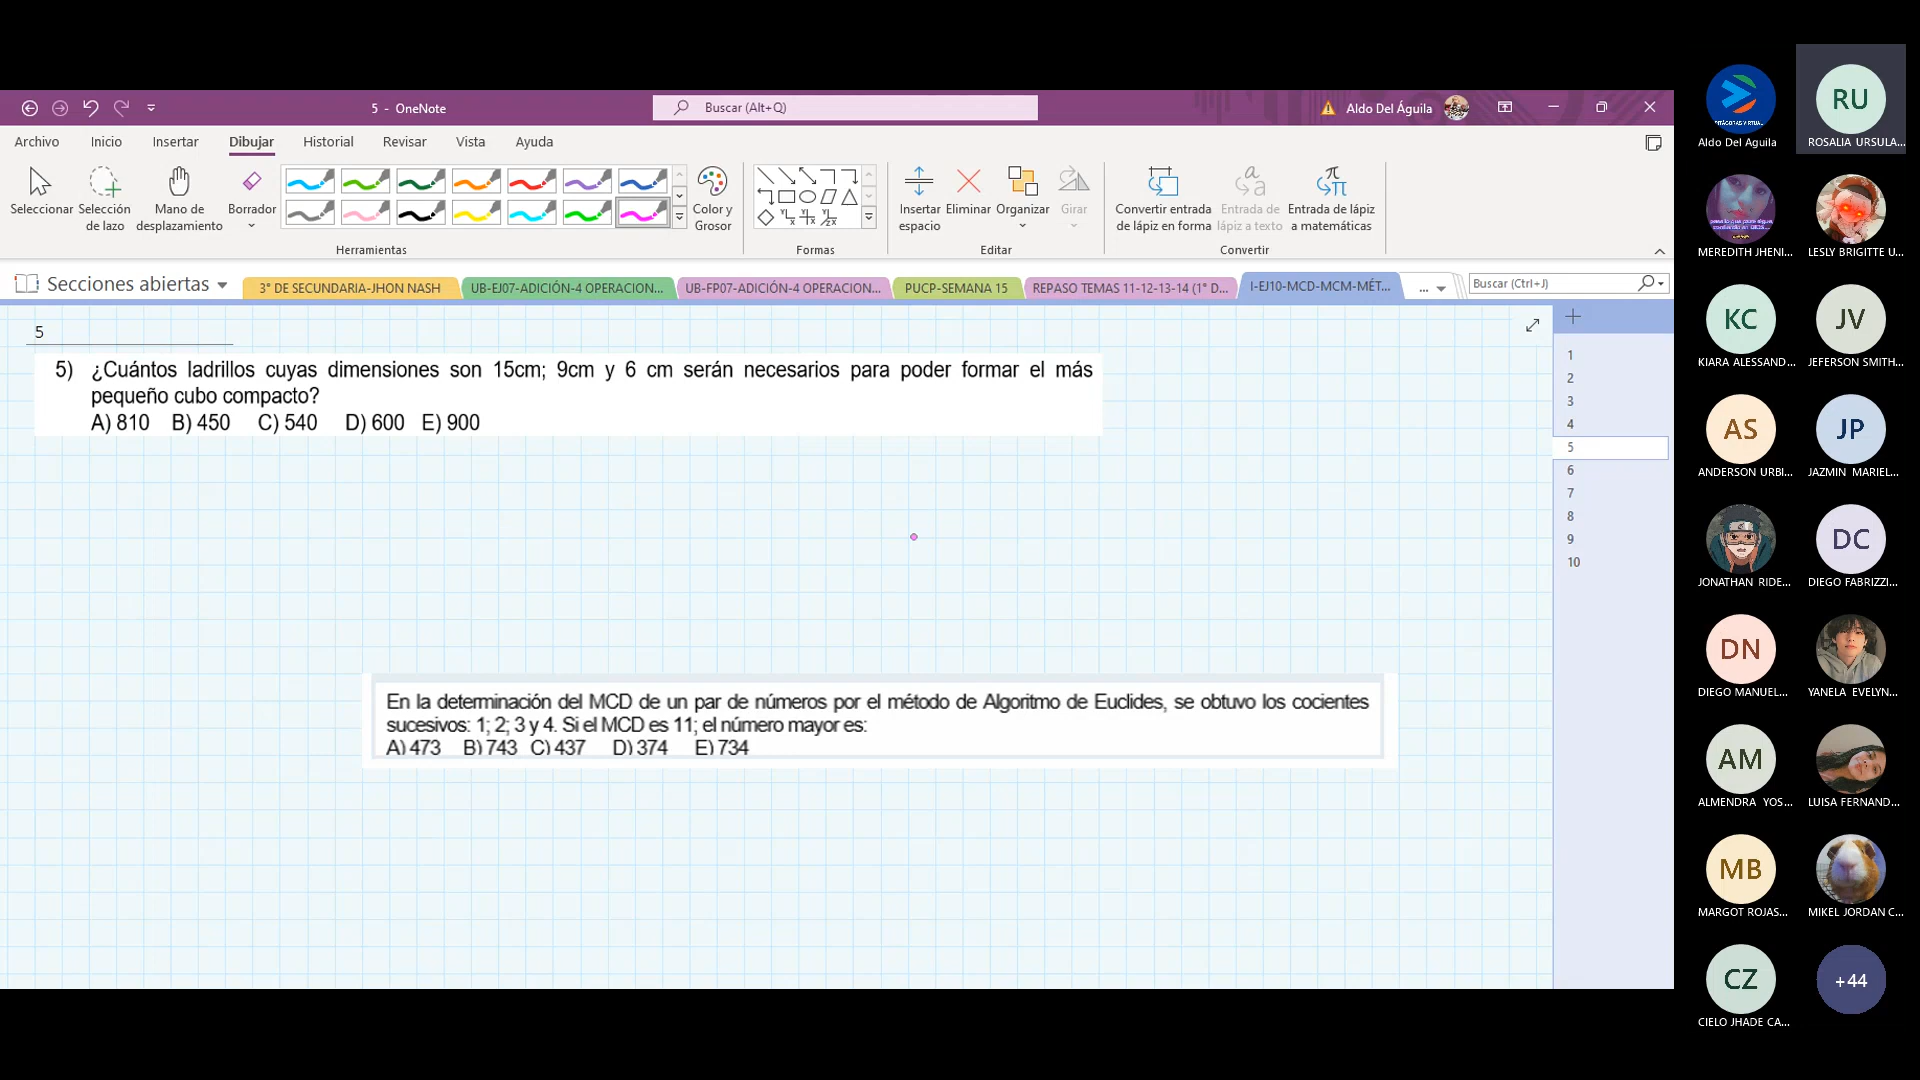 5 - OneNote
Buscar (Alt+Q)
Aldo Del Águila
Archivo Inicio Insertar Dibujar Historial Revisar Vista Ayuda
Seleccionar
Selección de lazo
Mano de desplazamiento
Borrador
Color y Grosor
Insertar espacio
Eliminar
Organizar
Girar
Convertir entrada de lápiz en forma
Entrada de lápiz a texto
Entrada de lápiz a matemáticas
Herramientas
Formas
Editar
Convertir
Secciones abiertas
3° DE SECUNDARIA-JHON NASH
UB-EJ07-ADICIÓN-4 OPERACION...
UB-FP07-ADICIÓN-4 OPERACION...
PUCP-SEMANA 15
REPASO TEMAS 11-12-13-14 (1° D...
I-EJ10-MCD-MCM-MÉT...
...
Buscar (Ctrl+J)
5
5) ¿Cuántos ladrillos cuyas dimensiones son 15cm; 9cm y 6 cm serán necesarios para poder formar el más
pequeño cubo compacto?
A) 810 B) 450 C) 540 D) 600 E) 900
En la determinación del MCD de un par de números por el método de Algoritmo de Euclides, se obtuvo los cocientes
sucesivos: 1; 2; 3 y 4. Si el MCD es 11; el número mayor es:
A) 473 B) 743 C) 437 D) 374 E) 734
1
2
3
4
5
6
7
8
9
10
Aldo Del Aguila
RU
ROSALIA URSULA...
MEREDITH JHENI...
LESLY BRIGITTE U...
KC
KIARA ALESSAND...
JV
JEFERSON SMITH...
AS
ANDERSON URBI...
JP
JAZMIN MARIEL...
JONATHAN RIDE...
DC
DIEGO FABRIZZI...
DN
DIEGO MANUEL...
YANELA EVELYN...
AM
ALMENDRA YOS...
LUISA FERNAND...
MB
MARGOT ROJAS...
MIKEL JORDAN C...
CZ
CIELO JHADE CA...
+44